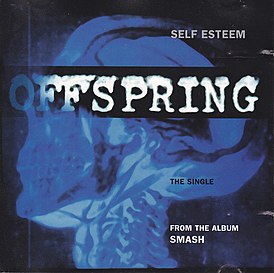 SELF ESTEEM
OFFSPRING
THE SINGLE
FROM THE ALBUM
SMASH